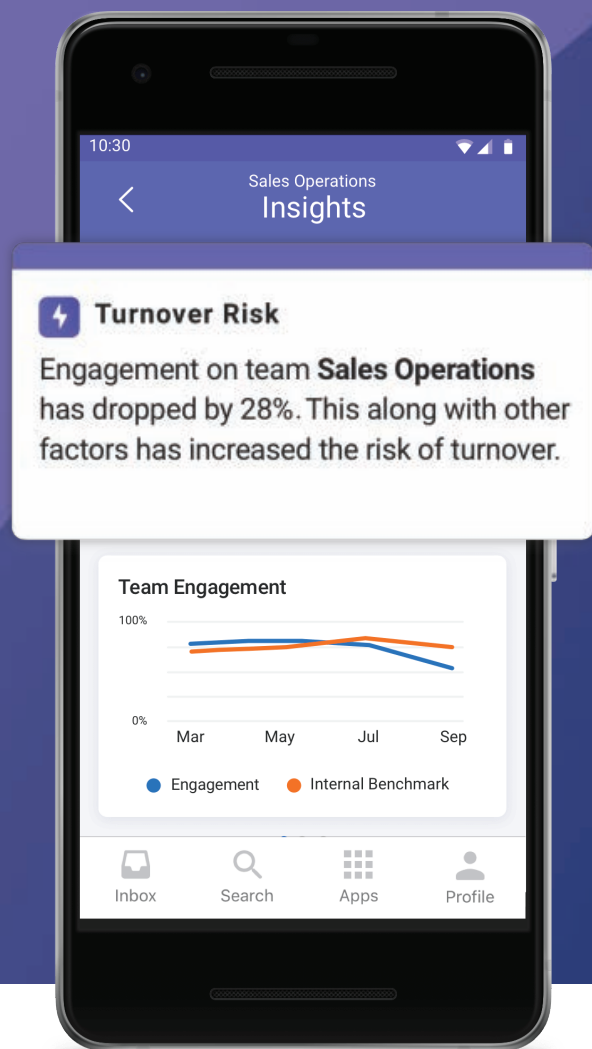 10:30
Sales Operations
Insights
Turnover Risk
Engagement on team Sales Operations
has dropped by 28%. This along with other
factors has increased the risk of turnover.
Team Engagement
100%
0%
Mar May Jul Sep
Engagement Internal Benchmark
Inbox Search Apps Profile